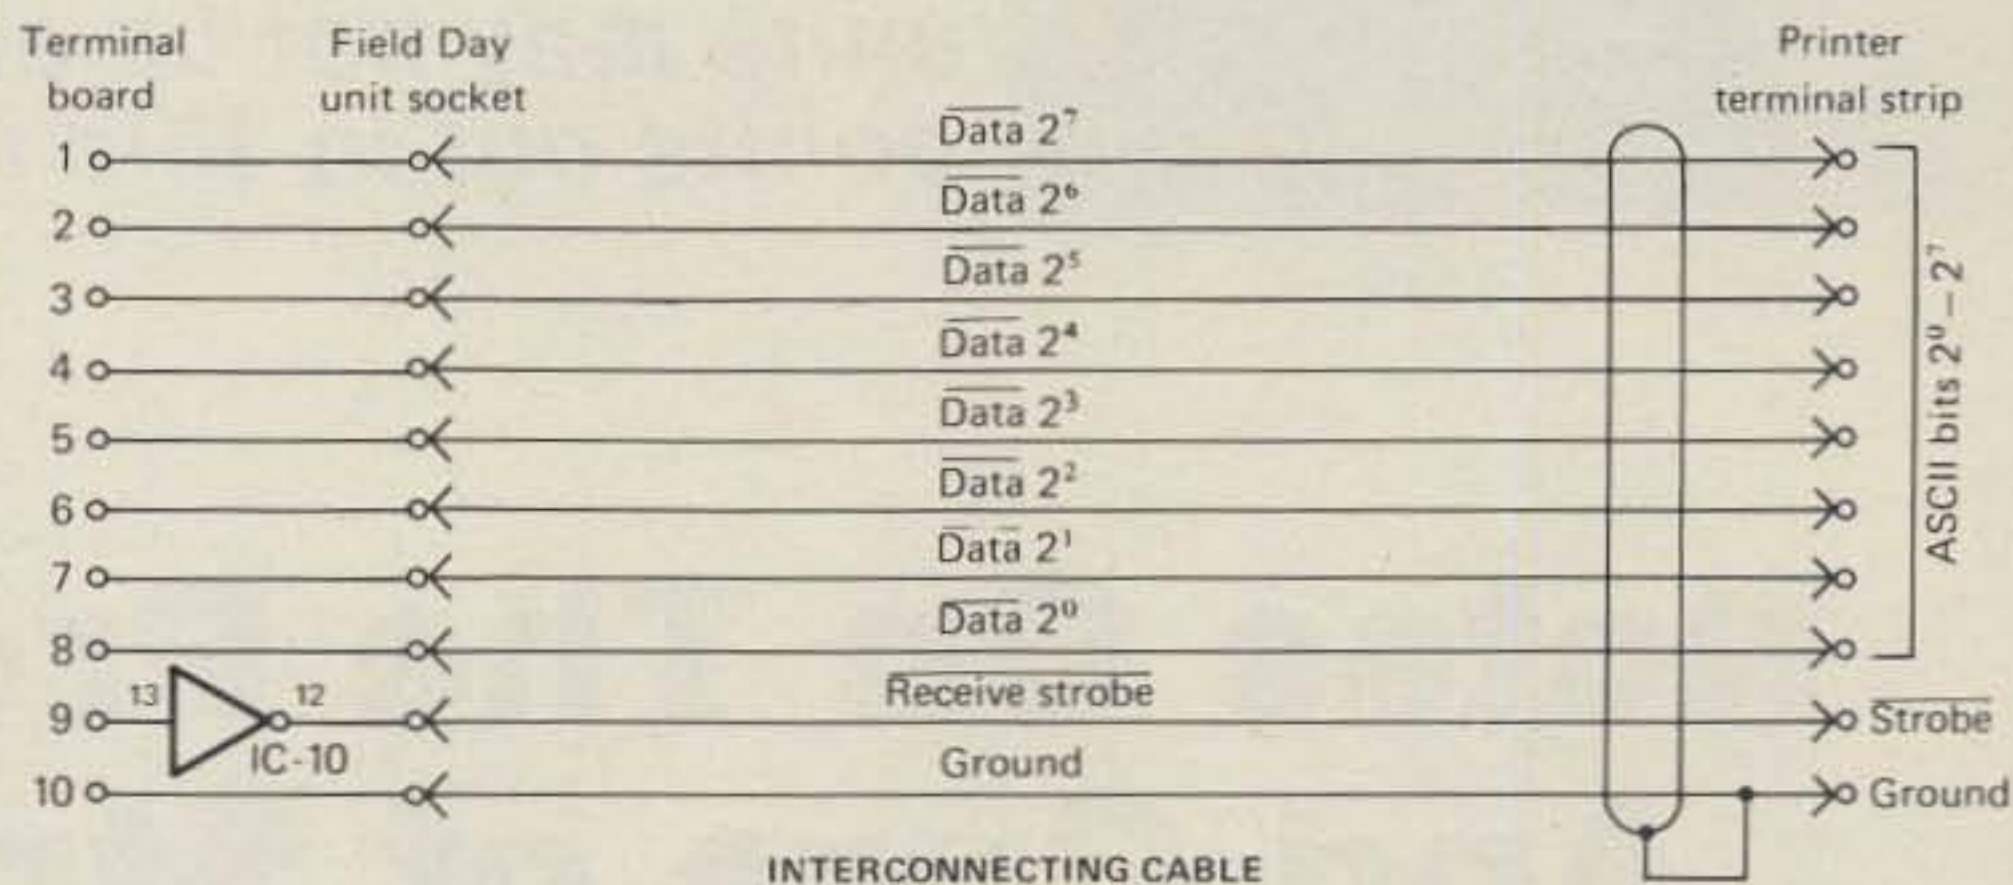 Terminal board
Field Day unit socket
Printer terminal strip
1
Data 2⁷
2
Data 2⁶
3
Data 2⁵
4
Data 2⁴
5
Data 2³
6
Data 2²
7
Data 2¹
8
Data 2⁰
ASCII bits 2⁰ – 2⁷
9
13
12
IC-10
Receive strobe
Strobe
10
Ground
Ground
INTERCONNECTING CABLE